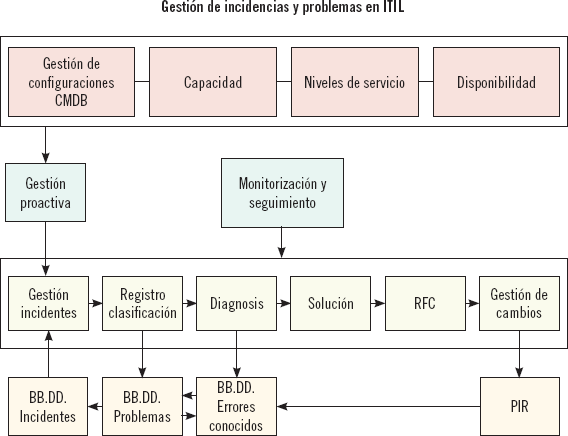 Gestión de incidencias y problemas en ITIL
Gestión de
configuraciones
CMDB
Capacidad
Niveles de servicio
Disponibilidad
Gestión
proactiva
Monitorización y
seguimiento
Gestión
incidentes
Registro
clasificación
Diagnosis
Solución
RFC
Gestión de
cambios
BB.DD.
Incidentes
BB.DD.
Problemas
BB.DD.
Errores
conocidos
PIR